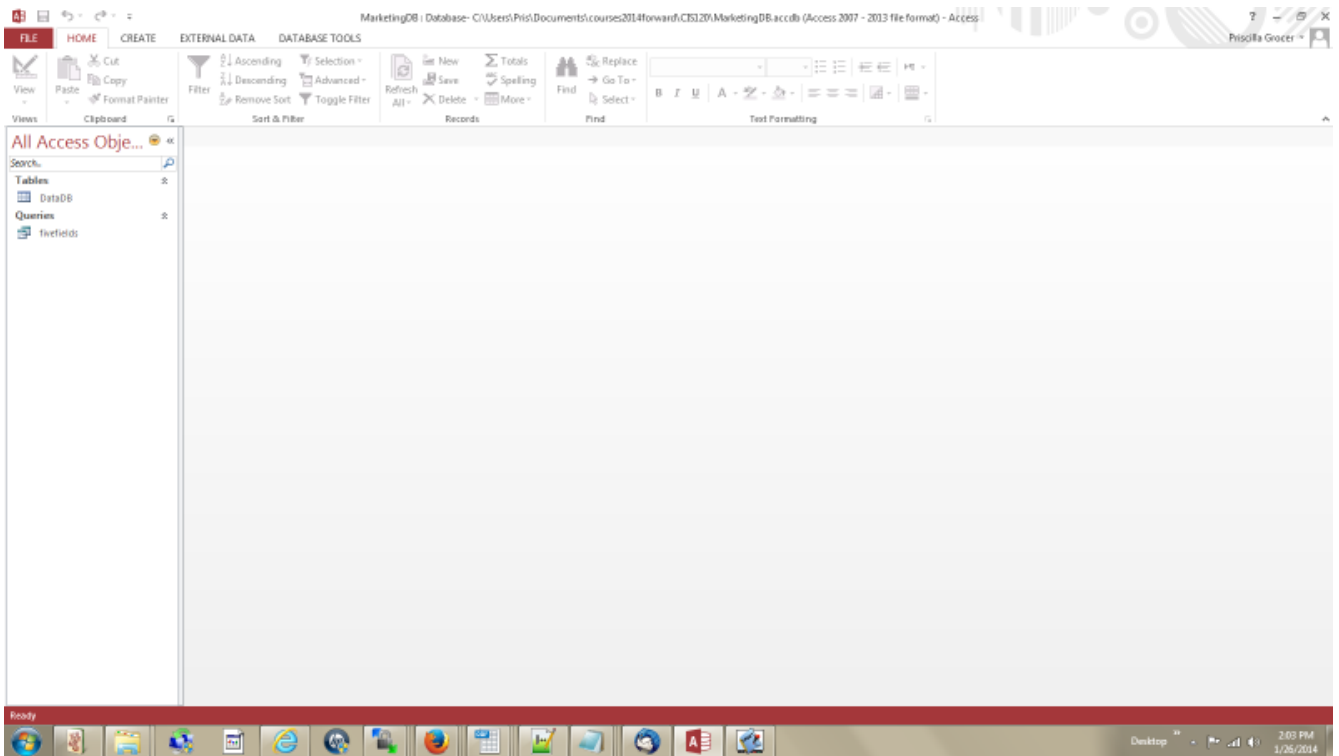 MarketingDB : Database- C:\Users\Pris\Documents\courses2014forward\CIS120\MarketingDB.accdb (Access 2007 - 2013 file format) - Access
?
FILE HOME CREATE EXTERNAL DATA DATABASE TOOLS
Priscilla Grocer
View
Paste
Cut
Copy
Format Painter
Filter
Ascending
Descending
Remove Sort
Selection
Advanced
Toggle Filter
Refresh
All
New
Save
Delete
Totals
Spelling
More
Find
Replace
Go To
Select
B I U A
Views Clipboard Sort & Filter Records Find Text Formatting
All Access Obje...
Search..
Tables
DataDB
Queries
fivefields
Ready
Desktop
2:03 PM
1/26/2014